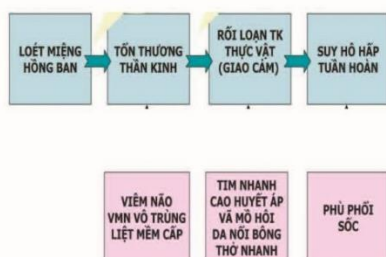 LOÉT MIỆNG
HỒNG BAN
TỔN THƯƠNG
THẦN KINH
RỐI LOẠN TK
THỰC VẬT
(GIAO CẢM)
SUY HÔ HẤP
TUẦN HOÀN
VIÊM NÃO
VMN VÔ TRÙNG
LIỆT MỀM CẤP
TIM NHANH
CAO HUYẾT ÁP
VÃ MỒ HÔI
DA NỔI BÔNG
THỞ NHANH
PHÙ PHỔI
SỐC